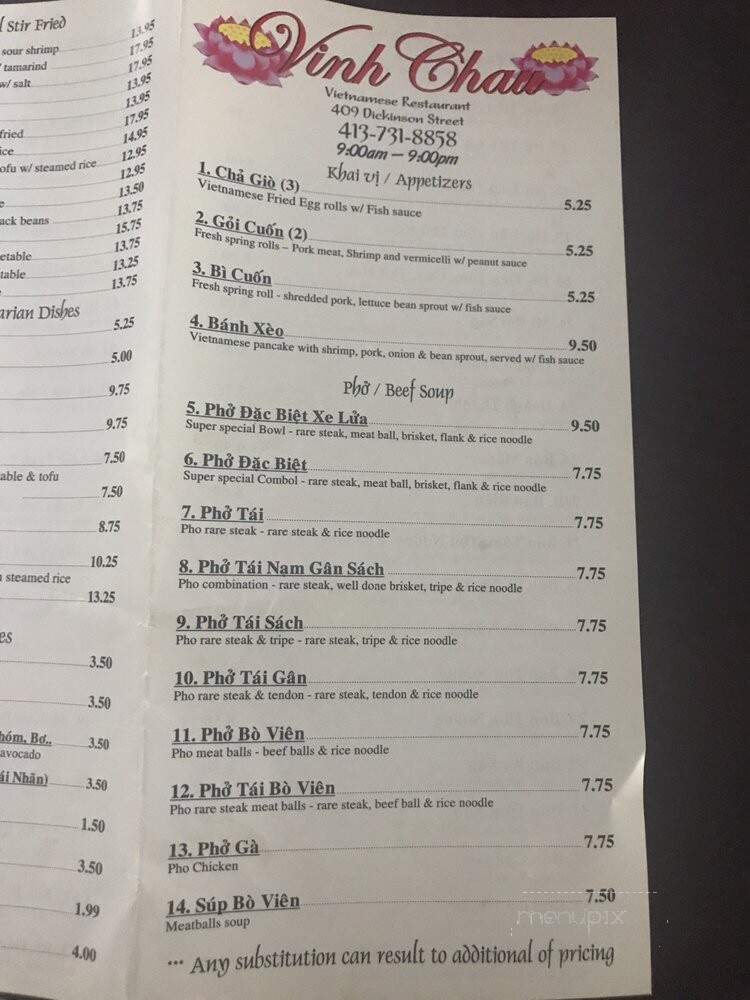 Stir Fried
13.95
sour shrimp 17.95
tamarind 17.95
w/ salt 13.95
13.95
17.95
fried 14.95
ice 12.95
ofu w/ steamed rice 12.95
13.50
13.75
ack beans 15.75
13.75
etable 13.25
table 13.75
arian Dishes
5.25
5.00
9.75
9.75
7.50
able & tofu
7.50
8.75
10.25
steamed rice
13.25
es
3.50
3.50
hóm, Bơ.. 3.50
avocado
ái Nhãn) 3.50
1.50
3.50
1.99
4.00
Vinh Chau
Vietnamese Restaurant
409 Dickinson Street
413-731-8858
9:00am – 9:00pm
Khai vị / Appetizers
1. Chả Giò (3) 5.25
Vietnamese Fried Egg rolls w/ Fish sauce
2. Gỏi Cuốn (2) 5.25
Fresh spring rolls – Pork meat, Shrimp and vermicelli w/ peanut sauce
3. Bì Cuốn 5.25
Fresh spring roll - shredded pork, lettuce bean sprout w/ fish sauce
4. Bánh Xèo 9.50
Vietnamese pancake with shrimp, pork, onion & bean sprout, served w/ fish sauce
Phở / Beef Soup
5. Phở Đặc Biệt Xe Lửa 9.50
Super special Bowl - rare steak, meat ball, brisket, flank & rice noodle
6. Phở Đặc Biệt 7.75
Super special Combol - rare steak, meat ball, brisket, flank & rice noodle
7. Phở Tái 7.75
Pho rare steak - rare steak & rice noodle
8. Phở Tái Nạm Gân Sách 7.75
Pho combination - rare steak, well done brisket, tripe & rice noodle
9. Phở Tái Sách 7.75
Pho rare steak & tripe - rare steak, tripe & rice noodle
10. Phở Tái Gân 7.75
Pho rare steak & tendon - rare steak, tendon & rice noodle
11. Phở Bò Viên 7.75
Pho meat balls - beef balls & rice noodle
12. Phở Tái Bò Viên 7.75
Pho rare steak meat balls - rare steak, beef ball & rice noodle
13. Phở Gà 7.75
Pho Chicken
14. Súp Bò Viên 7.50
Meatballs soup
menupix
... Any substitution can result to additional of pricing